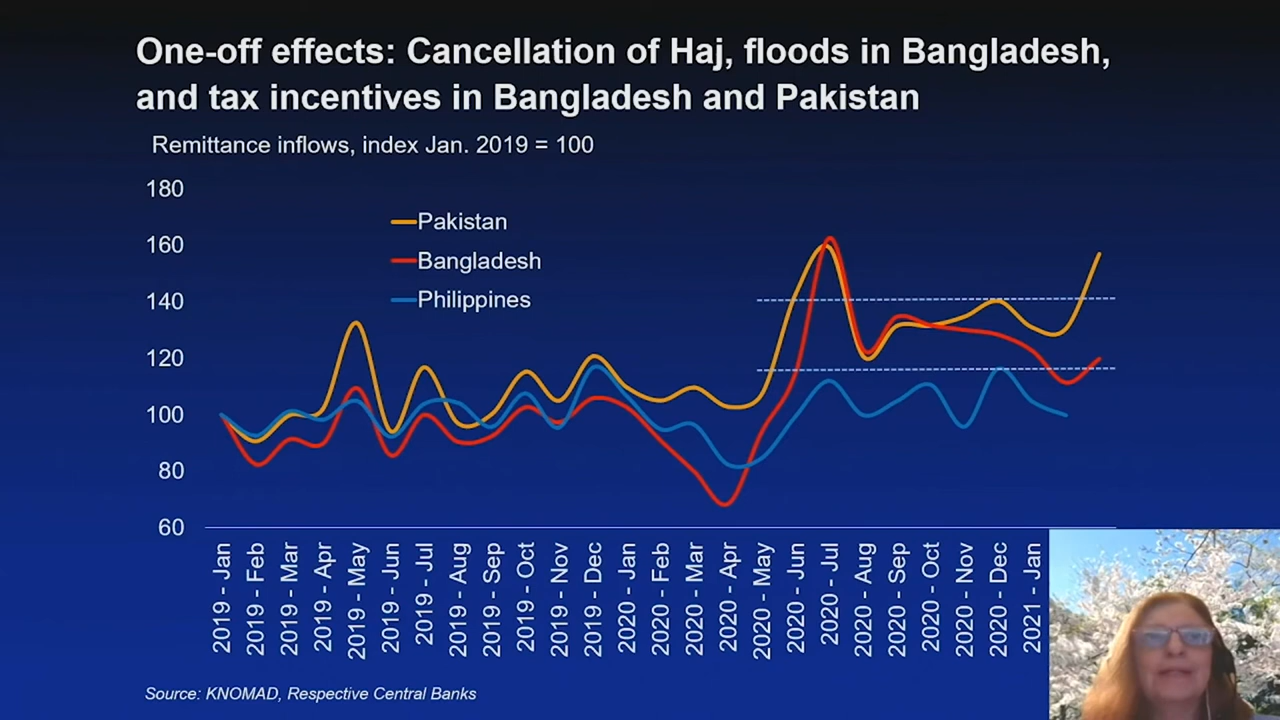 One-off effects: Cancellation of Haj, floods in Bangladesh,
and tax incentives in Bangladesh and Pakistan
Remittance inflows, index Jan. 2019 = 100
180
160
140
120
100
80
60
Pakistan
Bangladesh
Philippines
2019 - Jan
2019 - Feb
2019 - Mar
2019 - Apr
2019 - May
2019 - Jun
2019 - Jul
2019 - Aug
2019 - Sep
2019 - Oct
2019 - Nov
2019 - Dec
2020 - Jan
2020 - Feb
2020 - Mar
2020 - Apr
2020 - May
2020 - Jun
2020 - Jul
2020 - Aug
2020 - Sep
2020 - Oct
2020 - Nov
2020 - Dec
2021 - Jan
Source: KNOMAD, Respective Central Banks